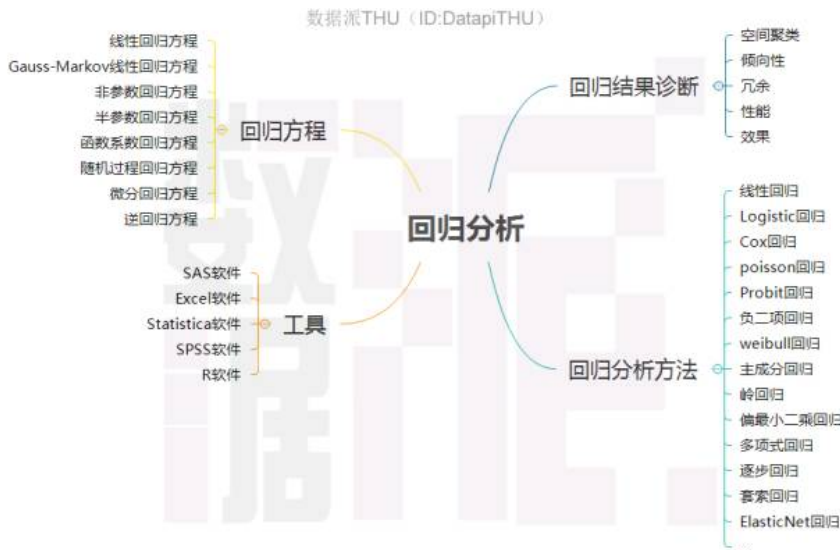 数据派THU（ID:DatapiTHU）
线性回归方程
Gauss-Markov线性回归方程
非参数回归方程
半参数回归方程
函数系数回归方程
随机过程回归方程
微分回归方程
逆回归方程
回归方程
SAS软件
Excel软件
Statistica软件
SPSS软件
R软件
工具
回归分析
回归结果诊断
空间聚类
倾向性
冗余
性能
效果
回归分析方法
线性回归
Logistic回归
Cox回归
poisson回归
Probit回归
负二项回归
weibull回归
主成分回归
岭回归
偏最小二乘回归
多项式回归
逐步回归
套索回归
ElasticNet回归
...
数据派